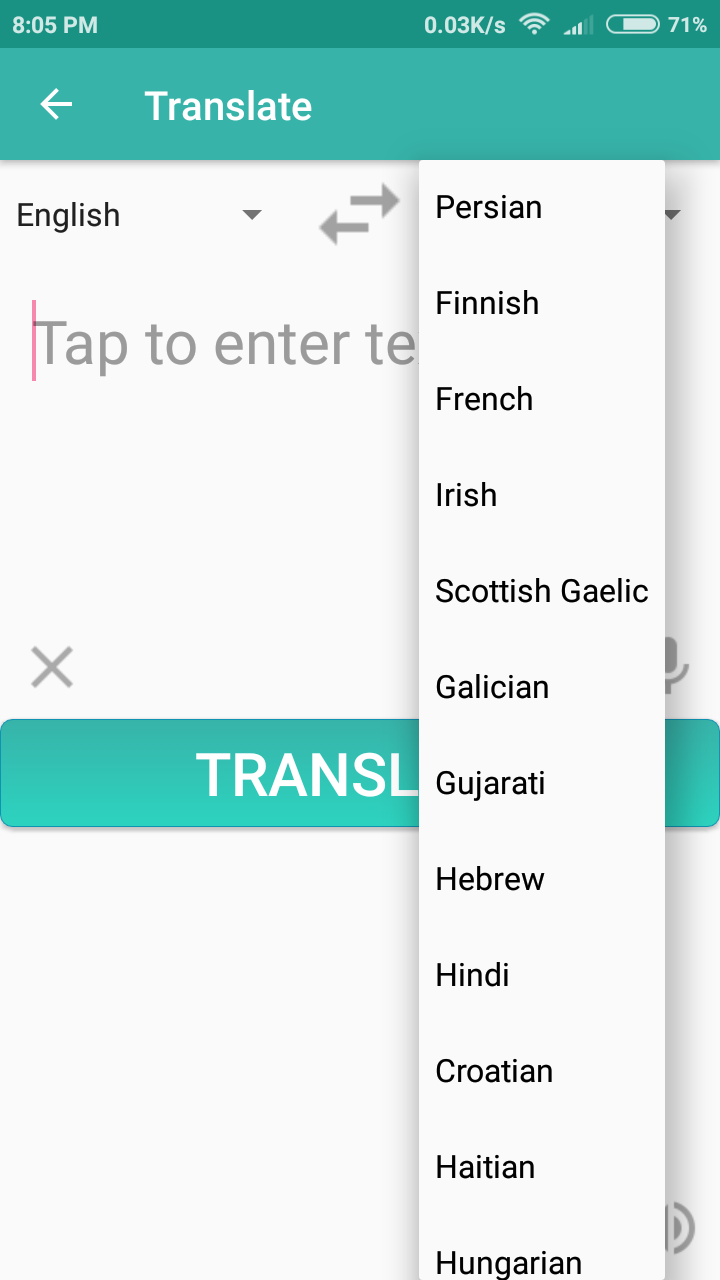 8:05 PM 0.03K/s 71%
Translate
English
Persian
Tap to enter te
Finnish
French
Irish
Scottish Gaelic
Galician
TRANSL
Gujarati
Hebrew
Hindi
Croatian
Haitian
Hungarian